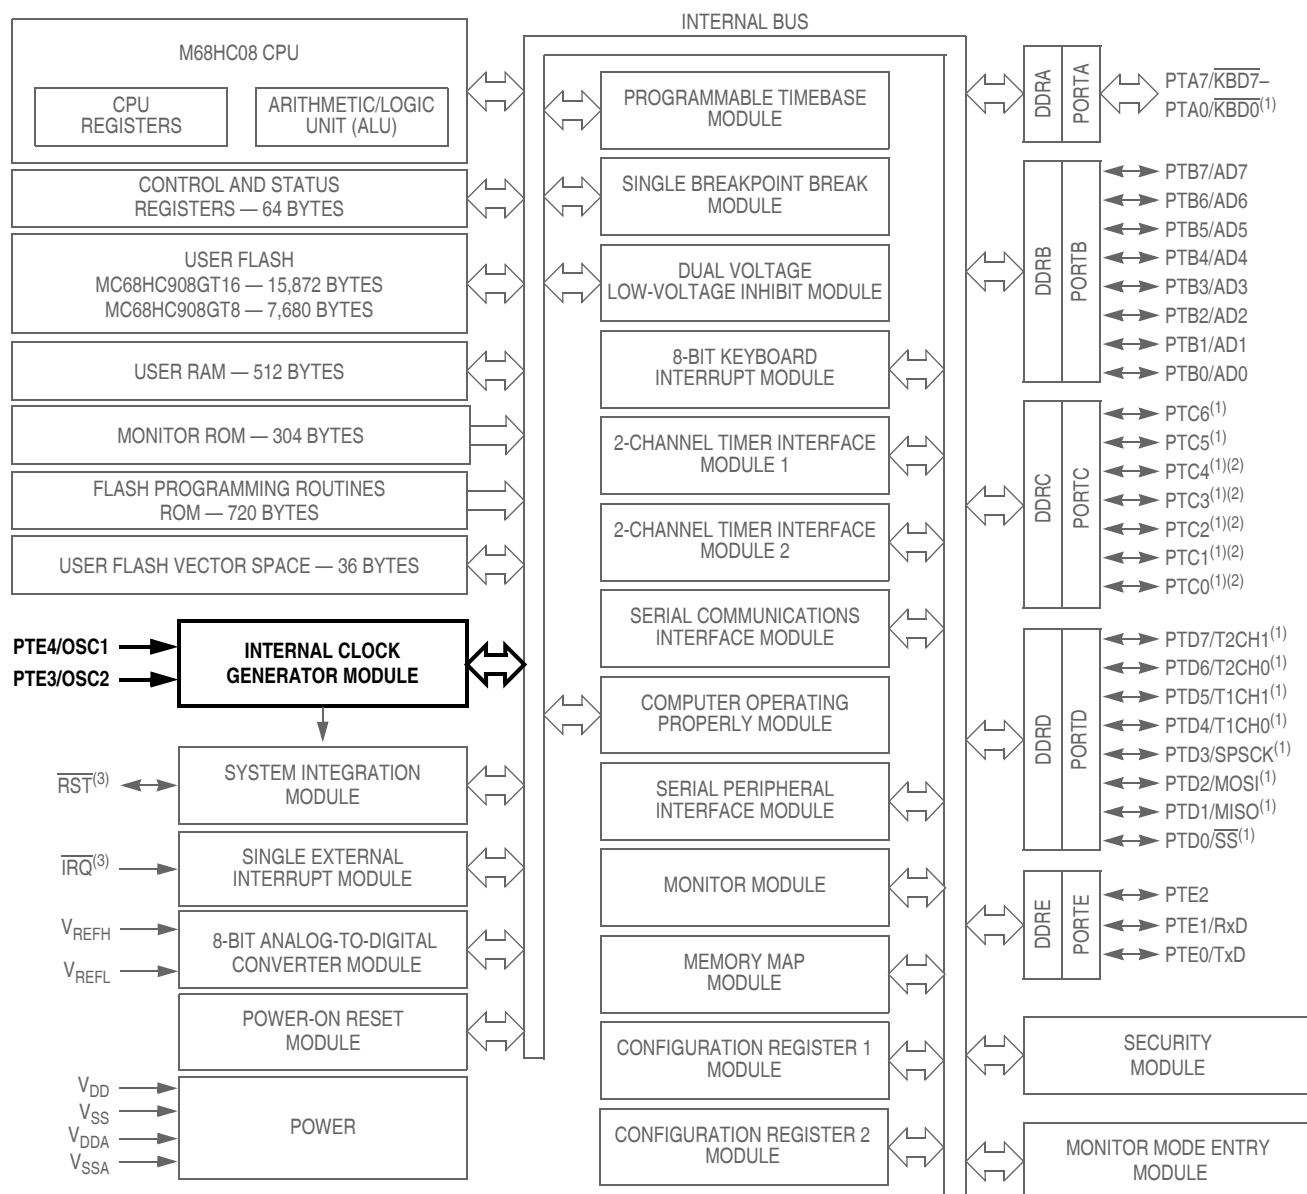 INTERNAL BUS
M68HC08 CPU
CPU
REGISTERS
ARITHMETIC/LOGIC
UNIT (ALU)
CONTROL AND STATUS
REGISTERS — 64 BYTES
USER FLASH
MC68HC908GT16 — 15,872 BYTES
MC68HC908GT8 — 7,680 BYTES
USER RAM — 512 BYTES
MONITOR ROM — 304 BYTES
FLASH PROGRAMMING ROUTINES
ROM — 720 BYTES
USER FLASH VECTOR SPACE — 36 BYTES
PTE4/OSC1
PTE3/OSC2
INTERNAL CLOCK
GENERATOR MODULE
RST(3)
SYSTEM INTEGRATION
MODULE
IRQ(3)
SINGLE EXTERNAL
INTERRUPT MODULE
VREFH
VREFL
8-BIT ANALOG-TO-DIGITAL
CONVERTER MODULE
POWER-ON RESET
MODULE
VDD
VSS
VDDA
VSSA
POWER
PROGRAMMABLE TIMEBASE
MODULE
SINGLE BREAKPOINT BREAK
MODULE
DUAL VOLTAGE
LOW-VOLTAGE INHIBIT MODULE
8-BIT KEYBOARD
INTERRUPT MODULE
2-CHANNEL TIMER INTERFACE
MODULE 1
2-CHANNEL TIMER INTERFACE
MODULE 2
SERIAL COMMUNICATIONS
INTERFACE MODULE
COMPUTER OPERATING
PROPERLY MODULE
SERIAL PERIPHERAL
INTERFACE MODULE
MONITOR MODULE
MEMORY MAP
MODULE
CONFIGURATION REGISTER 1
MODULE
CONFIGURATION REGISTER 2
MODULE
DDRA
PORTA
PTA7/KBD7–
PTA0/KBD0(1)
DDRB
PORTB
PTB7/AD7
PTB6/AD6
PTB5/AD5
PTB4/AD4
PTB3/AD3
PTB2/AD2
PTB1/AD1
PTB0/AD0
DDRC
PORTC
PTC6(1)
PTC5(1)
PTC4(1)(2)
PTC3(1)(2)
PTC2(1)(2)
PTC1(1)(2)
PTC0(1)(2)
DDRD
PORTD
PTD7/T2CH1(1)
PTD6/T2CH0(1)
PTD5/T1CH1(1)
PTD4/T1CH0(1)
PTD3/SPSCK(1)
PTD2/MOSI(1)
PTD1/MISO(1)
PTD0/SS(1)
DDRE
PORTE
PTE2
PTE1/RxD
PTE0/TxD
SECURITY
MODULE
MONITOR MODE ENTRY
MODULE